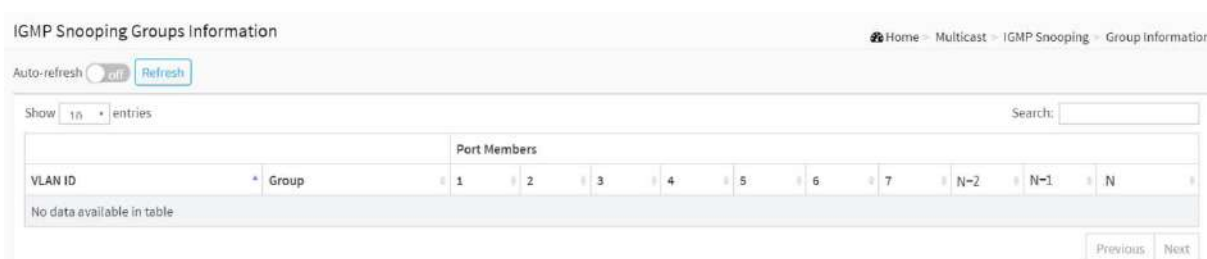 IGMP Snooping Groups Information
Home > Multicast > IGMP Snooping > Group Information
Auto-refresh off Refresh
Show 10 entries Search:
Port Members
VLAN ID Group 1 2 3 4 5 6 7 N-2 N-1 N
No data available in table
Previous Next